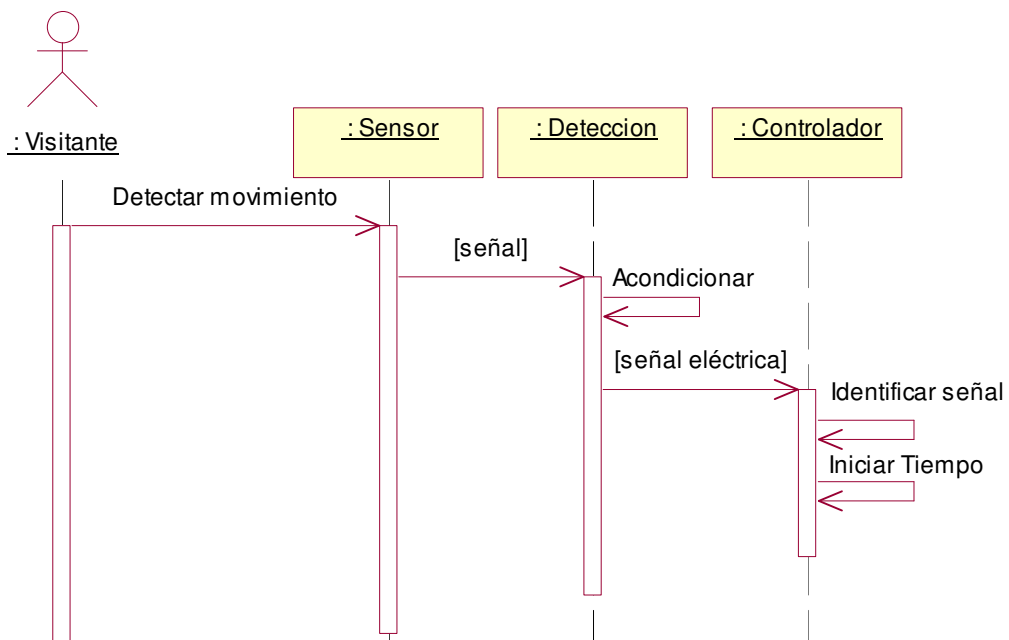 : Visitante
: Sensor
: Deteccion
: Controlador
Detectar movimiento
[señal]
Acondicionar
[señal eléctrica]
Identificar señal
Iniciar Tiempo